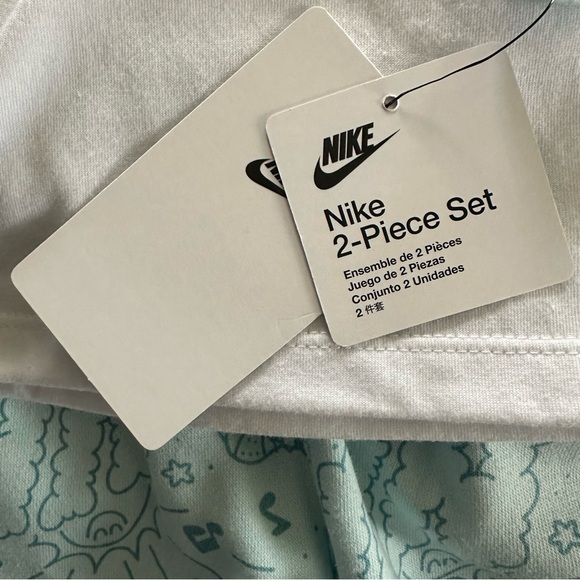 NIKE
Nike
2-Piece Set
Ensemble de 2 Pièces
Juego de 2 Piezas
Conjunto 2 Unidades
2 件套